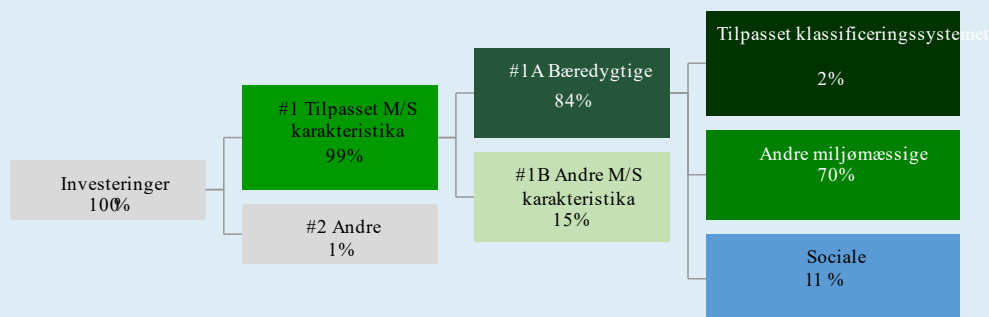 Investeringer
100%
#1 Tilpasset M/S
karakteristika
99%
#2 Andre
1%
#1A Bæredygtige
84%
#1B Andre M/S
karakteristika
15%
Tilpasset klassificeringssystemet
2%
Andre miljømæssige
70%
Sociale
11 %